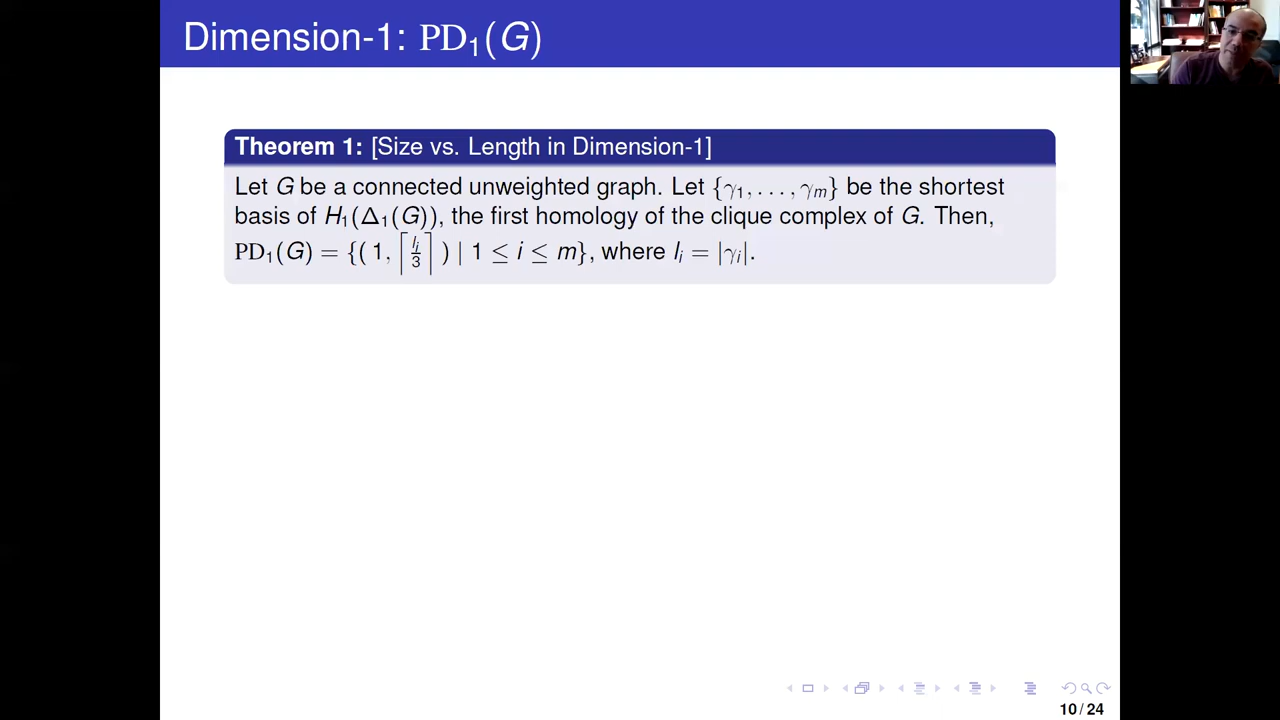 Dimension-1: PD₁(G)
Theorem 1: [Size vs. Length in Dimension-1]
Let G be a connected unweighted graph. Let {γ₁, . . . , γₘ} be the shortest
basis of H₁(Δ₁(G)), the first homology of the clique complex of G. Then,
PD₁(G) = {( 1, ⌈lᵢ/3⌉ ) | 1 ≤ i ≤ m}, where lᵢ = |γᵢ|.
10 / 24